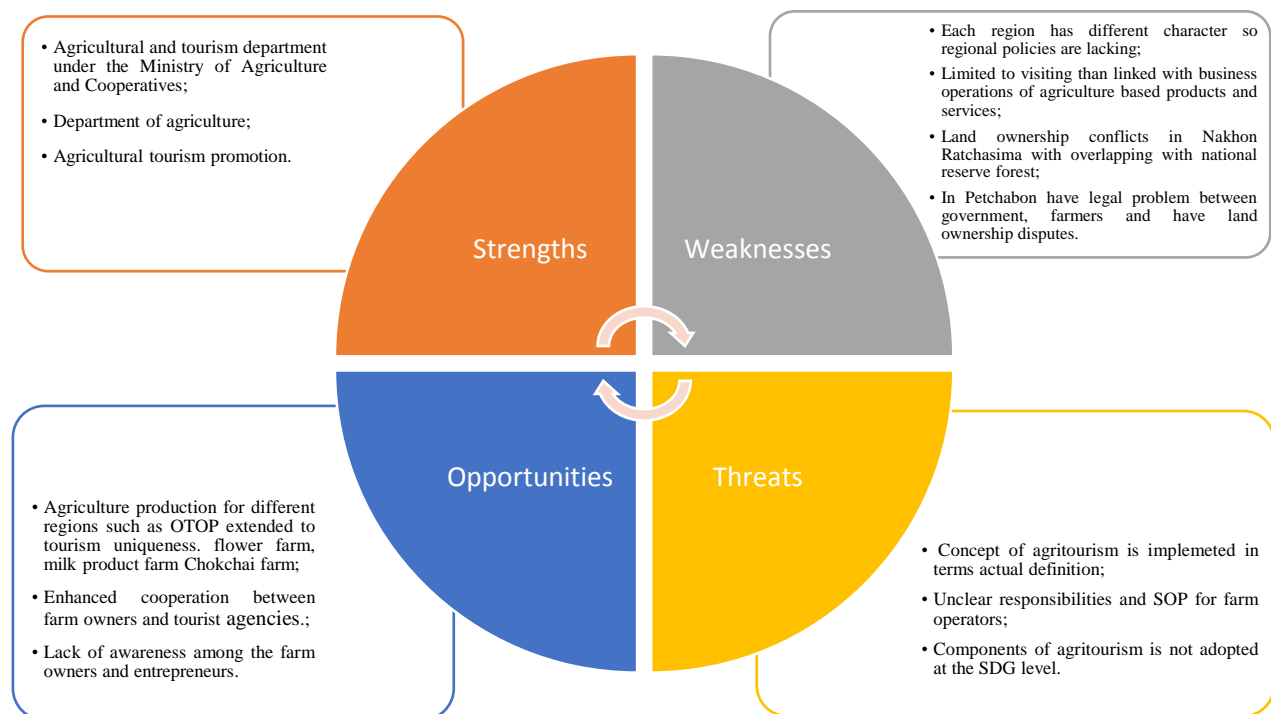 • Agricultural and tourism department
under the Ministry of Agriculture
and Cooperatives;
• Department of agriculture;
• Agricultural tourism promotion.
Strengths
Weaknesses
• Each region has different character so
regional policies are lacking;
• Limited to visiting than linked with business
operations of agriculture based products and
services;
• Land ownership conflicts in Nakhon
Ratchasima with overlapping with national
reserve forest;
• In Petchabon have legal problem between
government, farmers and have land
ownership disputes.
Opportunities
• Agriculture production for different
regions such as OTOP extended to
tourism uniqueness. flower farm,
milk product farm Chokchai farm;
• Enhanced cooperation between
farm owners and tourist agencies.;
• Lack of awareness among the farm
owners and entrepreneurs.
Threats
• Concept of agritourism is implemeted in
terms actual definition;
• Unclear responsibilities and SOP for farm
operators;
• Components of agritourism is not adopted
at the SDG level.